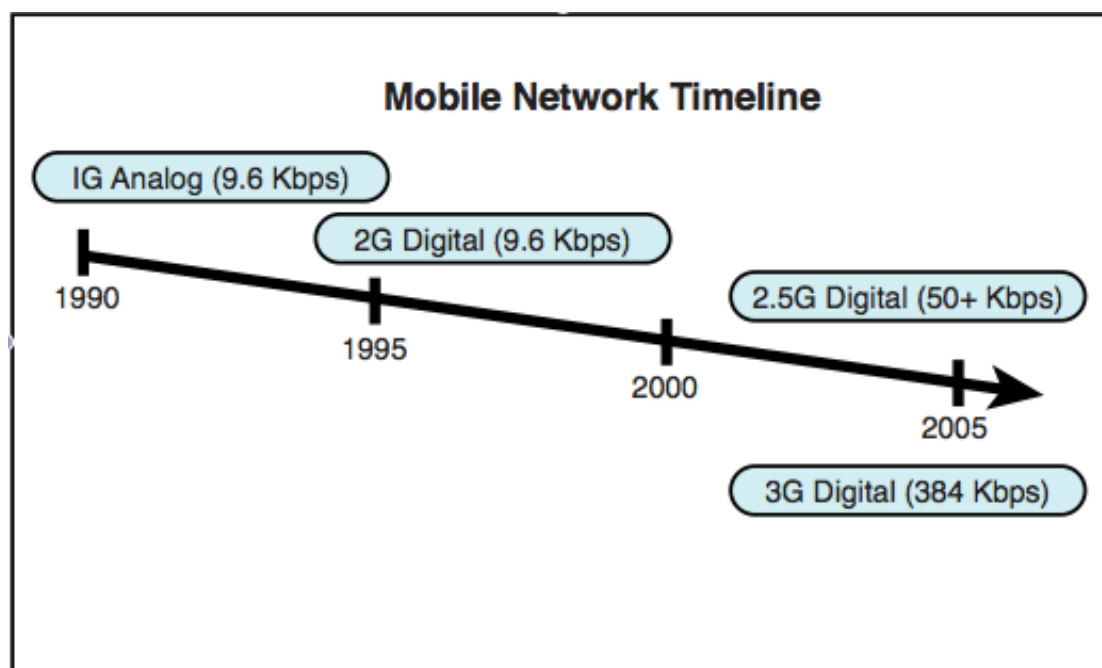 Mobile Network Timeline
IG Analog (9.6 Kbps)
2G Digital (9.6 Kbps)
1990
2.5G Digital (50+ Kbps)
1995
2000
2005
3G Digital (384 Kbps)